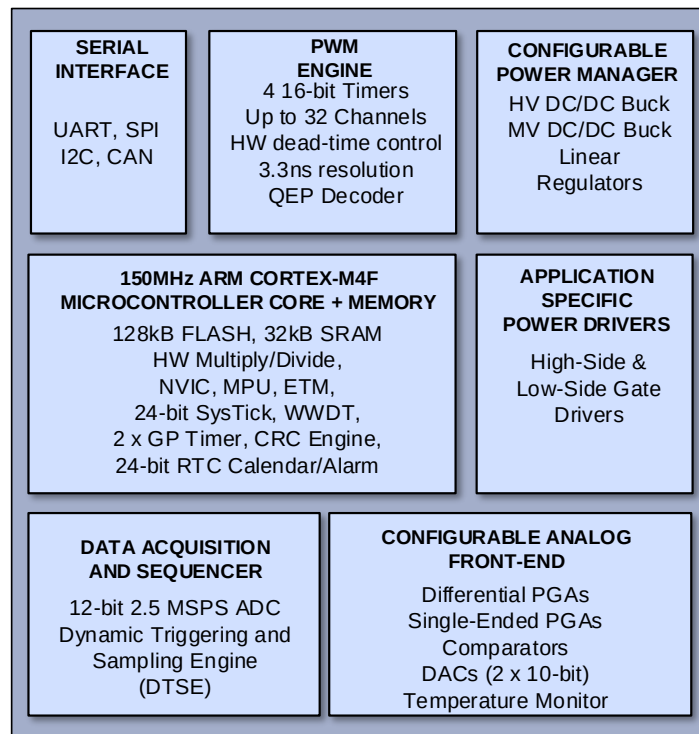 SERIAL
INTERFACE
UART, SPI
I2C, CAN
PWM
ENGINE
4 16-bit Timers
Up to 32 Channels
HW dead-time control
3.3ns resolution
QEP Decoder
CONFIGURABLE
POWER MANAGER
HV DC/DC Buck
MV DC/DC Buck
Linear
Regulators
150MHz ARM CORTEX-M4F
MICROCONTROLLER CORE + MEMORY
128kB FLASH, 32kB SRAM
HW Multiply/Divide,
NVIC, MPU, ETM,
24-bit SysTick, WWDT,
2 x GP Timer, CRC Engine,
24-bit RTC Calendar/Alarm
APPLICATION
SPECIFIC
POWER DRIVERS
High-Side &
Low-Side Gate
Drivers
DATA ACQUISITION
AND SEQUENCER
12-bit 2.5 MSPS ADC
Dynamic Triggering and
Sampling Engine
(DTSE)
CONFIGURABLE ANALOG
FRONT-END
Differential PGAs
Single-Ended PGAs
Comparators
DACs (2 x 10-bit)
Temperature Monitor